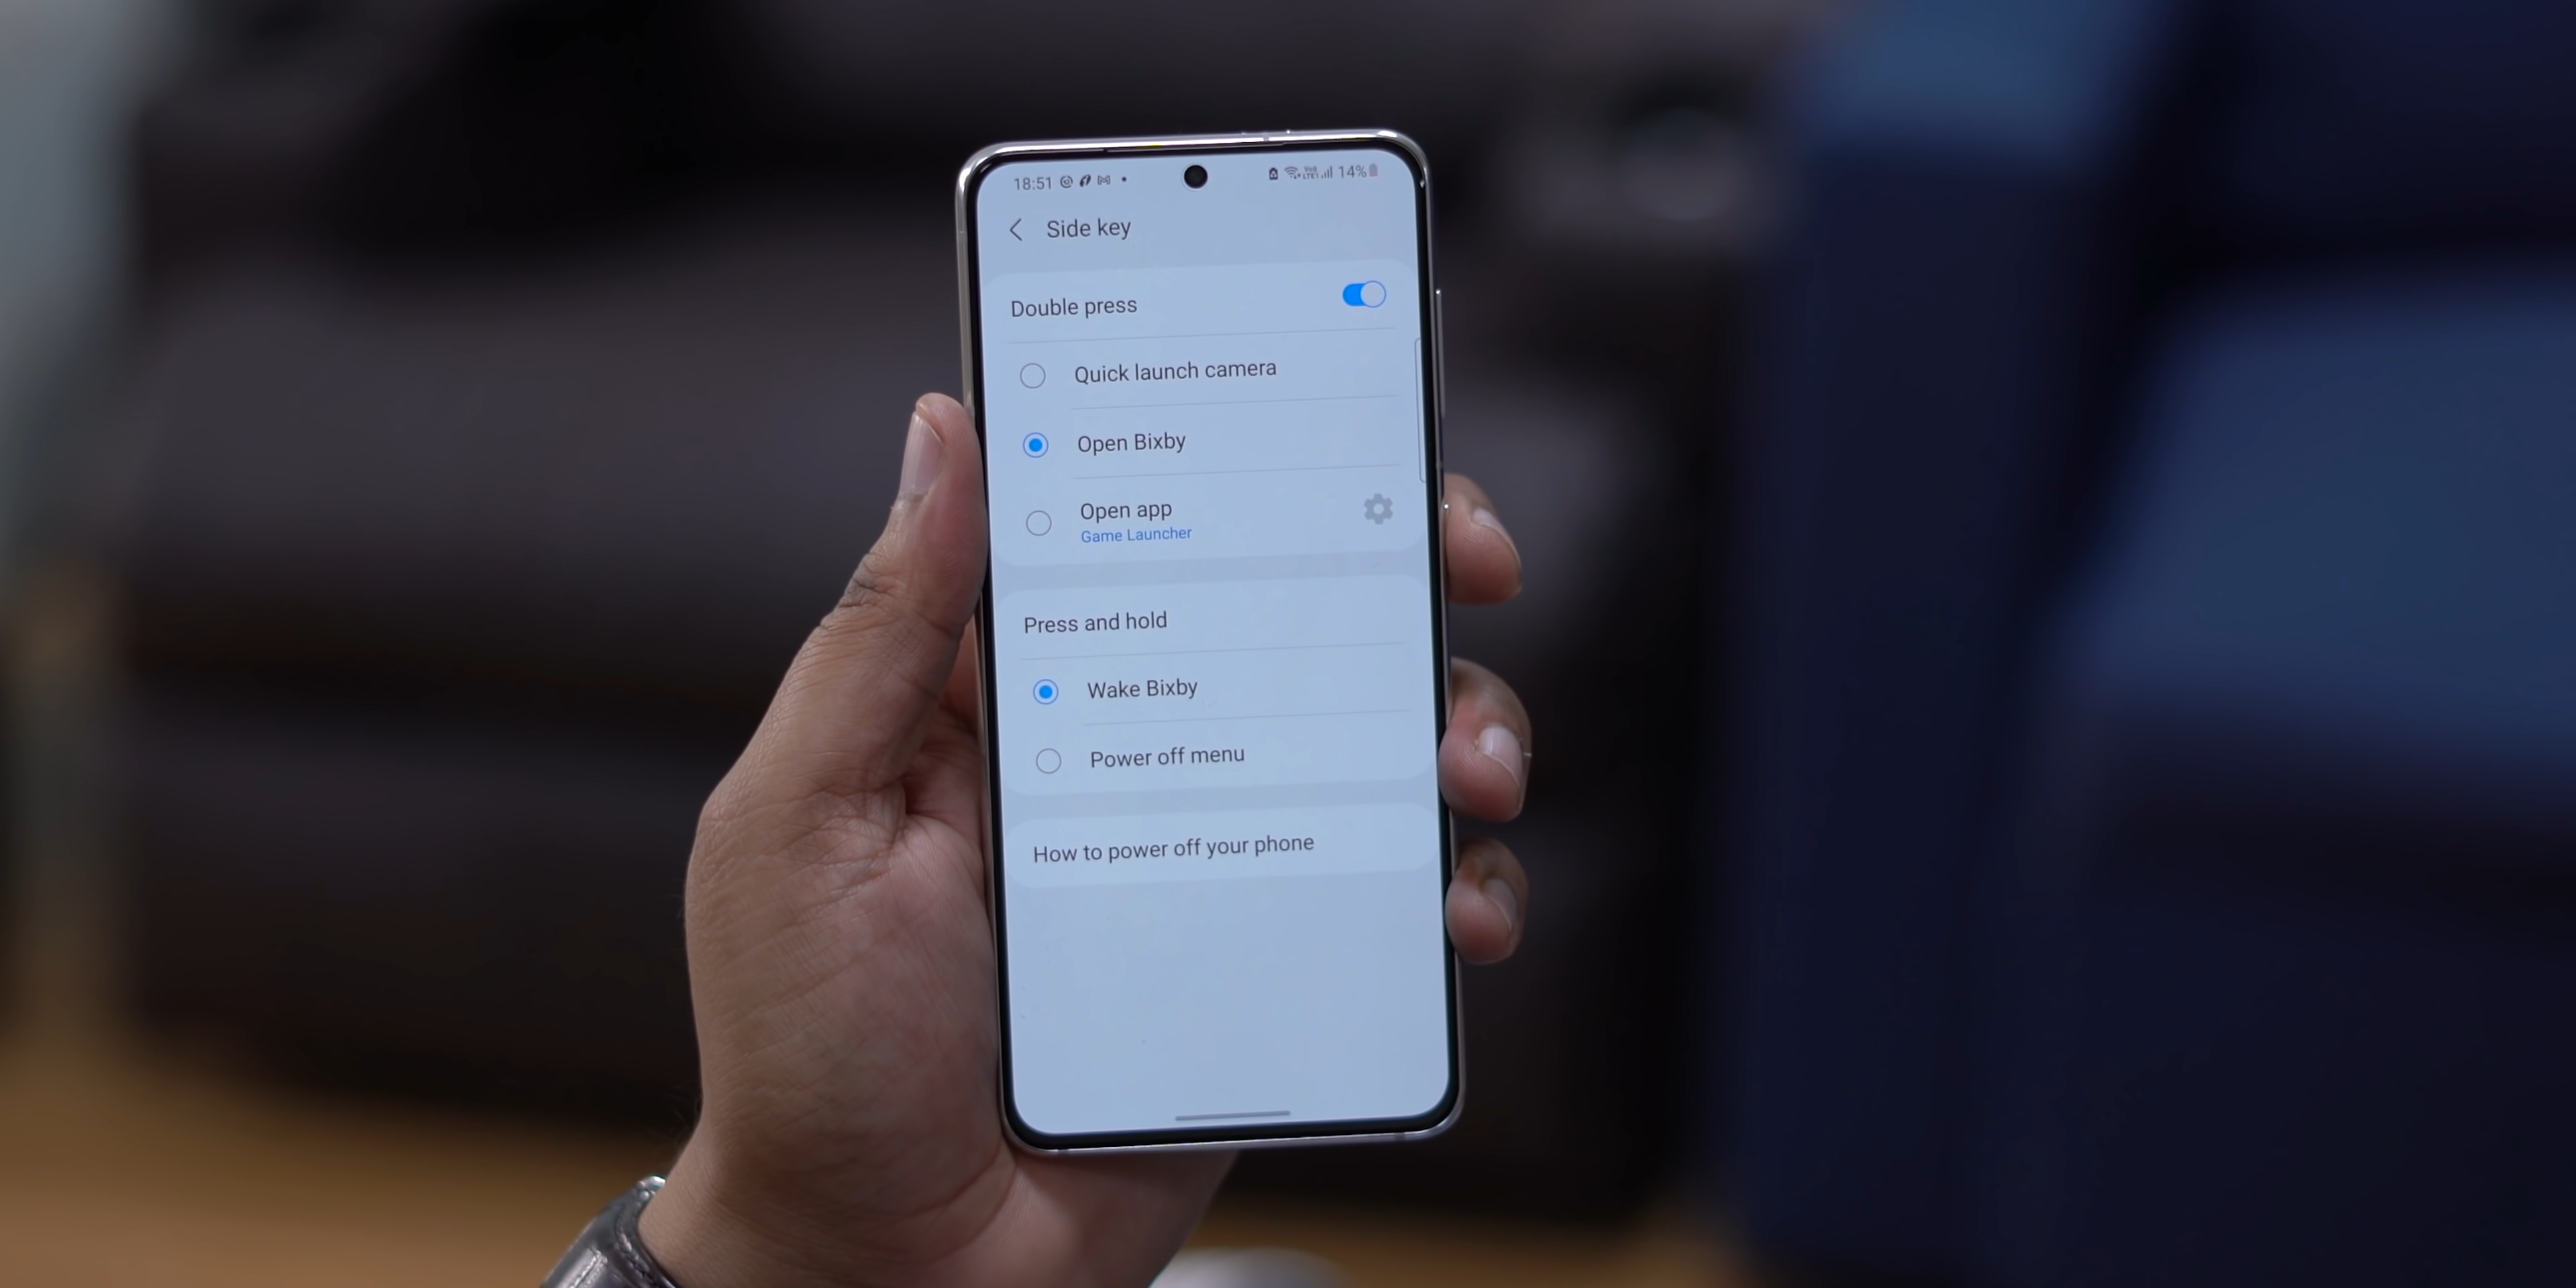 18:51 14%
Side key
Double press
Quick launch camera
Open Bixby
Open app
Game Launcher
Press and hold
Wake Bixby
Power off menu
How to power off your phone